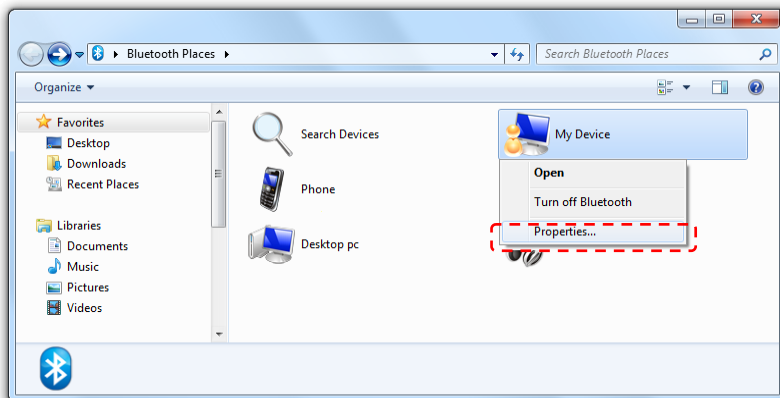 Bluetooth Places
Search Bluetooth Places
Organize
Favorites
Desktop
Downloads
Recent Places
Libraries
Documents
Music
Pictures
Videos
Search Devices
My Device
Phone
Desktop pc
Open
Turn off Bluetooth
Properties...